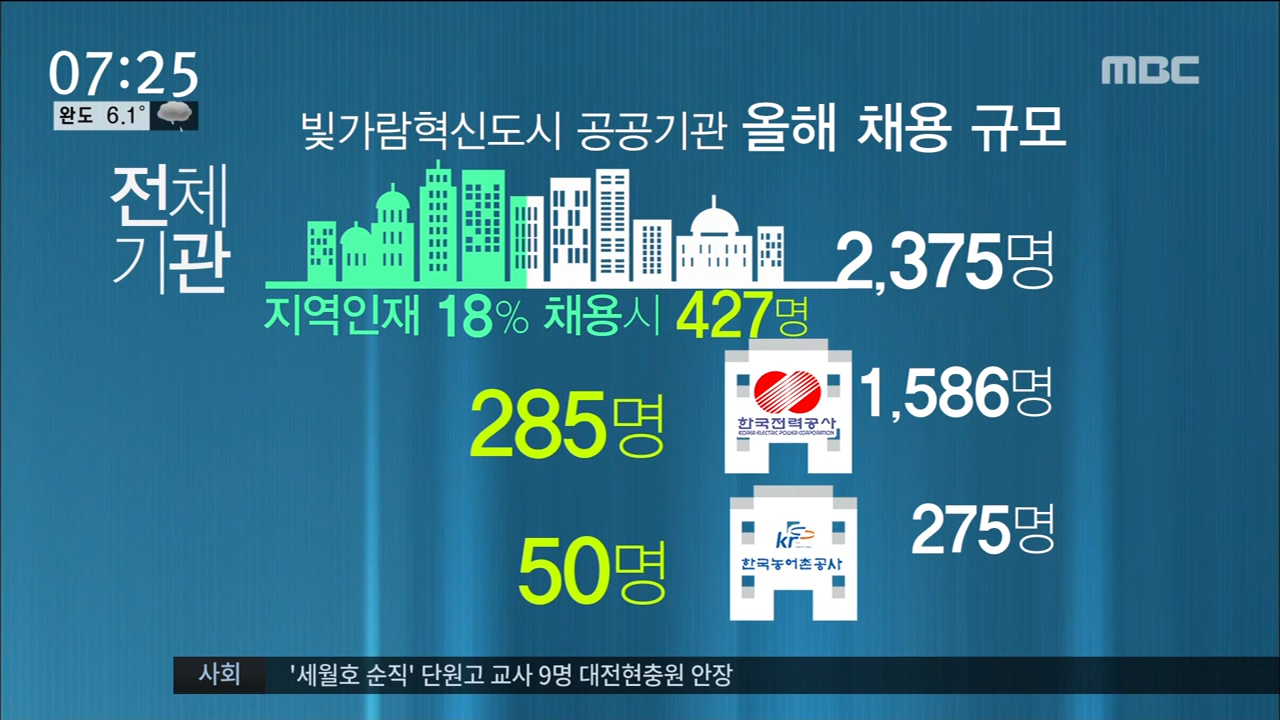 07:25
MBC
완도 6.1°
빛가람혁신도시 공공기관 올해 채용 규모
전체
기관
2,375명
지역인재 18% 채용시 427명
285명
한국전력공사
KOREA ELECTRIC POWER CORPORATION
1,586명
50명
kr
한국농어촌공사
275명
사회 '세월호 순직' 단원고 교사 9명 대전현충원 안장